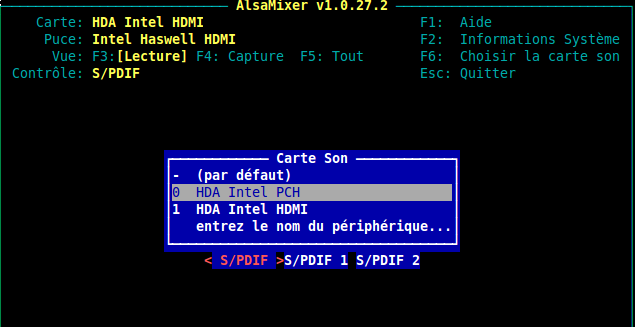 AlsaMixer v1.0.27.2
Carte: HDA Intel HDMI F1: Aide
Puce: Intel Haswell HDMI F2: Informations Système
Vue: F3:[Lecture] F4: Capture F5: Tout F6: Choisir la carte son
Contrôle: S/PDIF Esc: Quitter
Carte Son
- (par défaut)
0 HDA Intel PCH
1 HDA Intel HDMI
entrez le nom du périphérique...
< S/PDIF >S/PDIF 1 S/PDIF 2